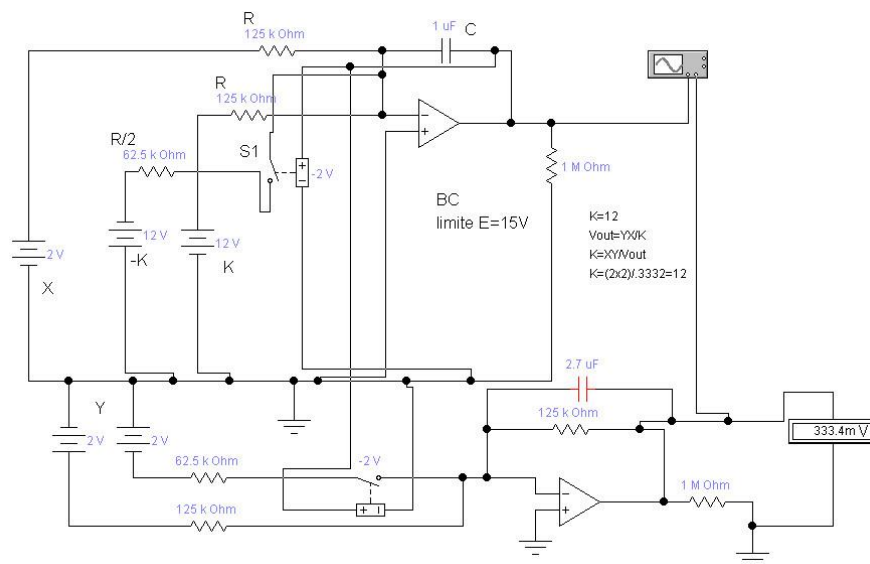 R
125 k Ohm
1 uF
C
R
125 k Ohm
R/2
62.5 k Ohm
S1
-2 V
1 M Ohm
BC
limite E=15V
K=12
Vout=YX/K
K=XY/Vout
K=(2x2)/.3332=12
12 V
-K
12 V
K
2 V
X
2.7 uF
125 k Ohm
Y
2 V
2 V
-2 V
62.5 k Ohm
125 k Ohm
1 M Ohm
333.4m V